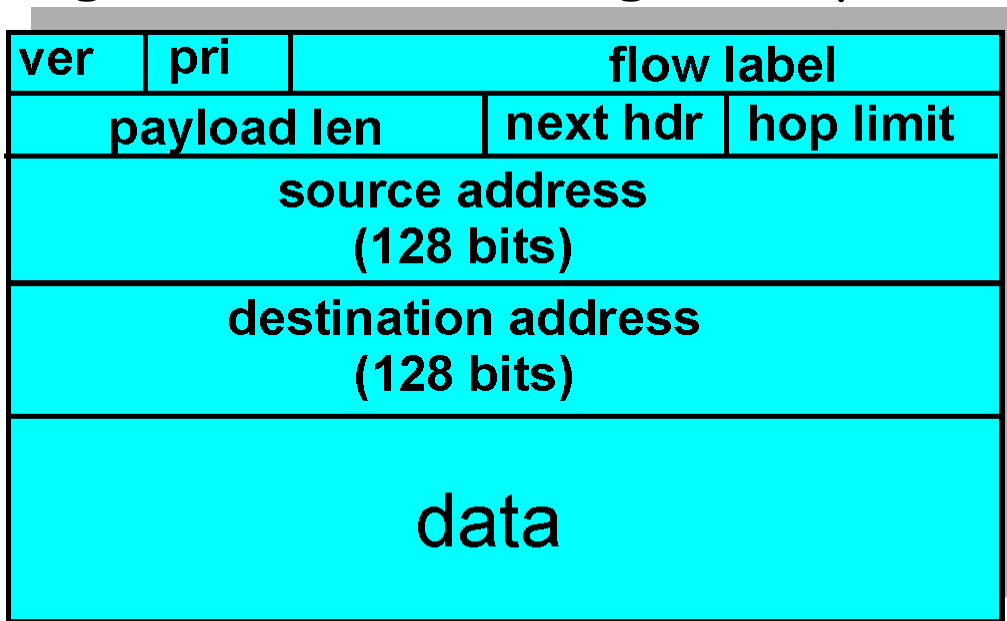 ver pri flow label
payload len next hdr hop limit
source address
(128 bits)
destination address
(128 bits)
data